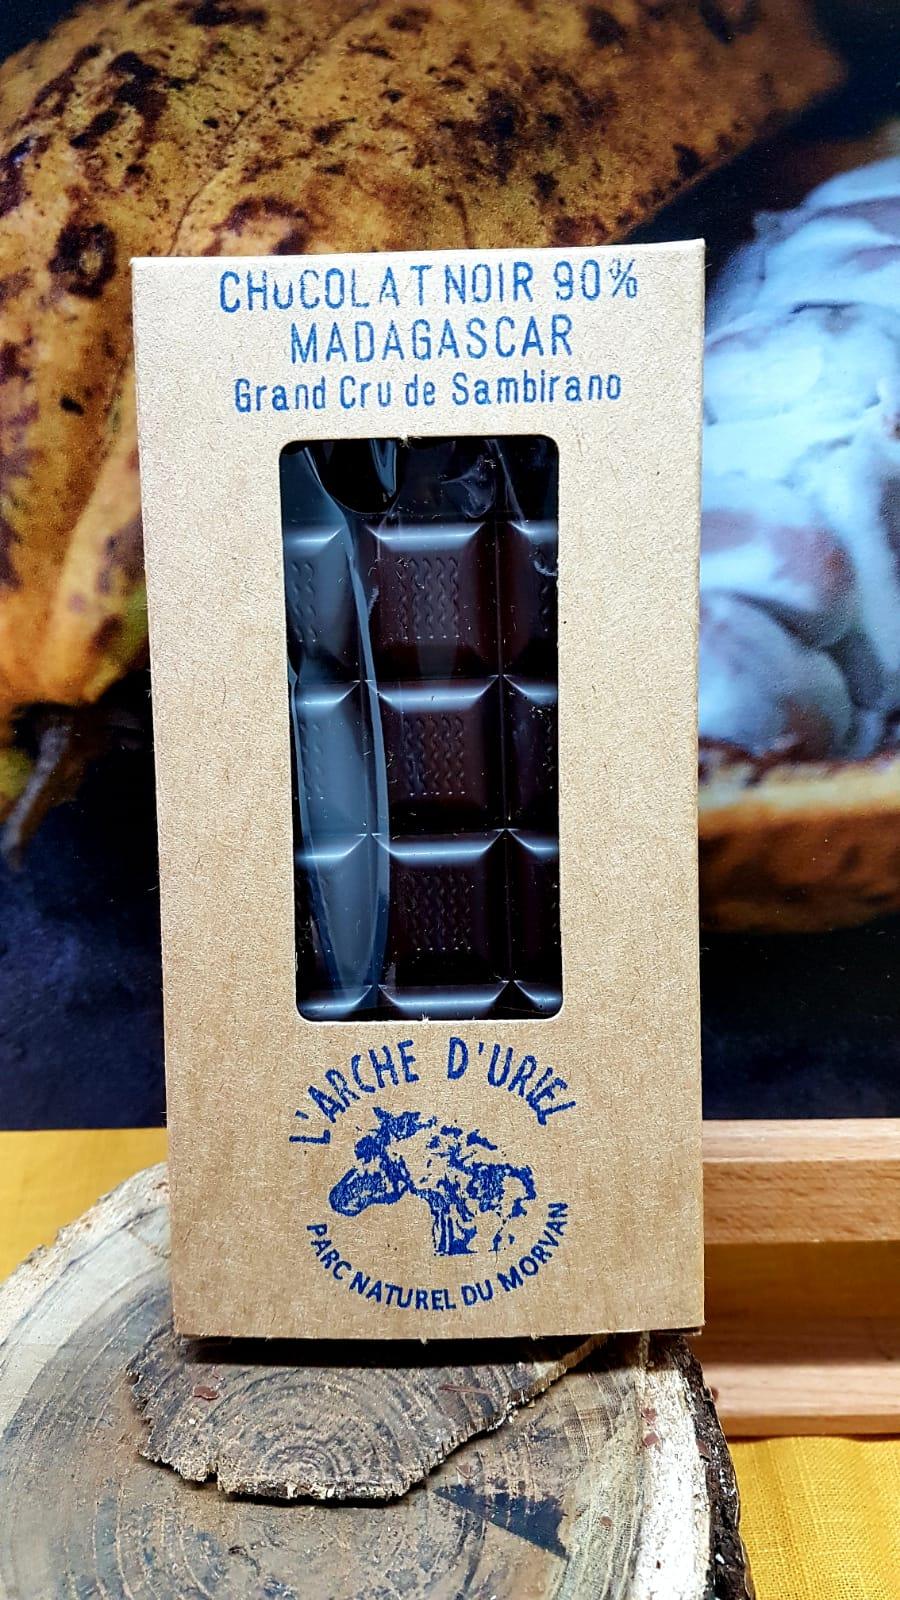 CHOCOLAT NOIR 90%
MADAGASCAR
Grand Cru de Sambirano
L'ARCHE D'URIEL
PARC NATUREL DU MORVAN